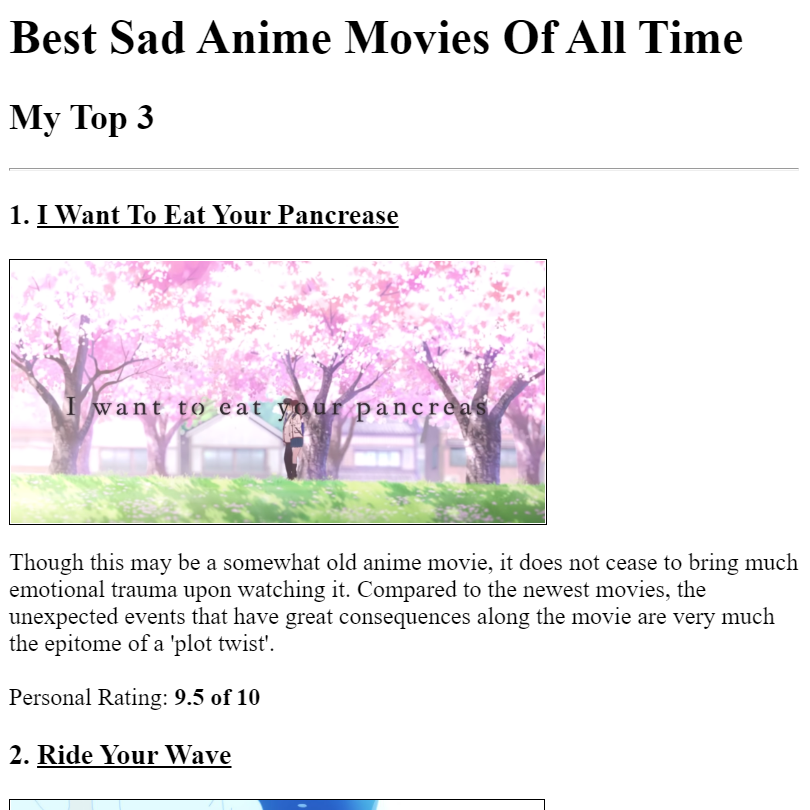 Best Sad Anime Movies Of All Time
My Top 3
1. I Want To Eat Your Pancrease
I want to eat your pancreas
Though this may be a somewhat old anime movie, it does not cease to bring much
emotional trauma upon watching it. Compared to the newest movies, the
unexpected events that have great consequences along the movie are very much
the epitome of a 'plot twist'.
Personal Rating: 9.5 of 10
2. Ride Your Wave